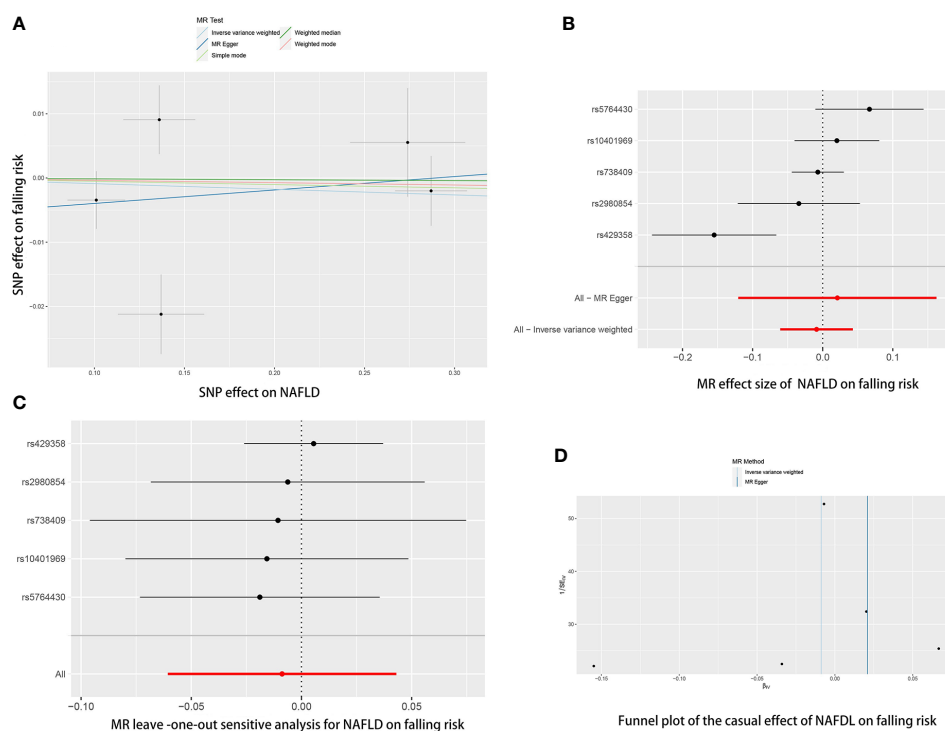 A
MR Test
Inverse variance weighted
Weighted median
MR Egger
Weighted mode
Simple mode
SNP effect on falling risk
0.01
0.00
−0.01
−0.02
0.10
0.15
0.20
0.25
0.30
SNP effect on NAFLD
B
rs5764430
rs10401969
rs738409
rs2980854
rs429358
All − MR Egger
All − Inverse variance weighted
−0.2
−0.1
0.0
0.1
MR effect size of NAFLD on falling risk
C
rs429358
rs2980854
rs738409
rs10401969
rs5764430
All
−0.10
−0.05
0.00
0.05
MR leave -one-out sensitive analysis for NAFLD on falling risk
D
MR Method
Inverse variance weighted
MR Egger
1/SEIV
50
40
30
−0.15
−0.10
−0.05
0.00
0.05
βIV
Funnel plot of the casual effect of NAFDL on falling risk